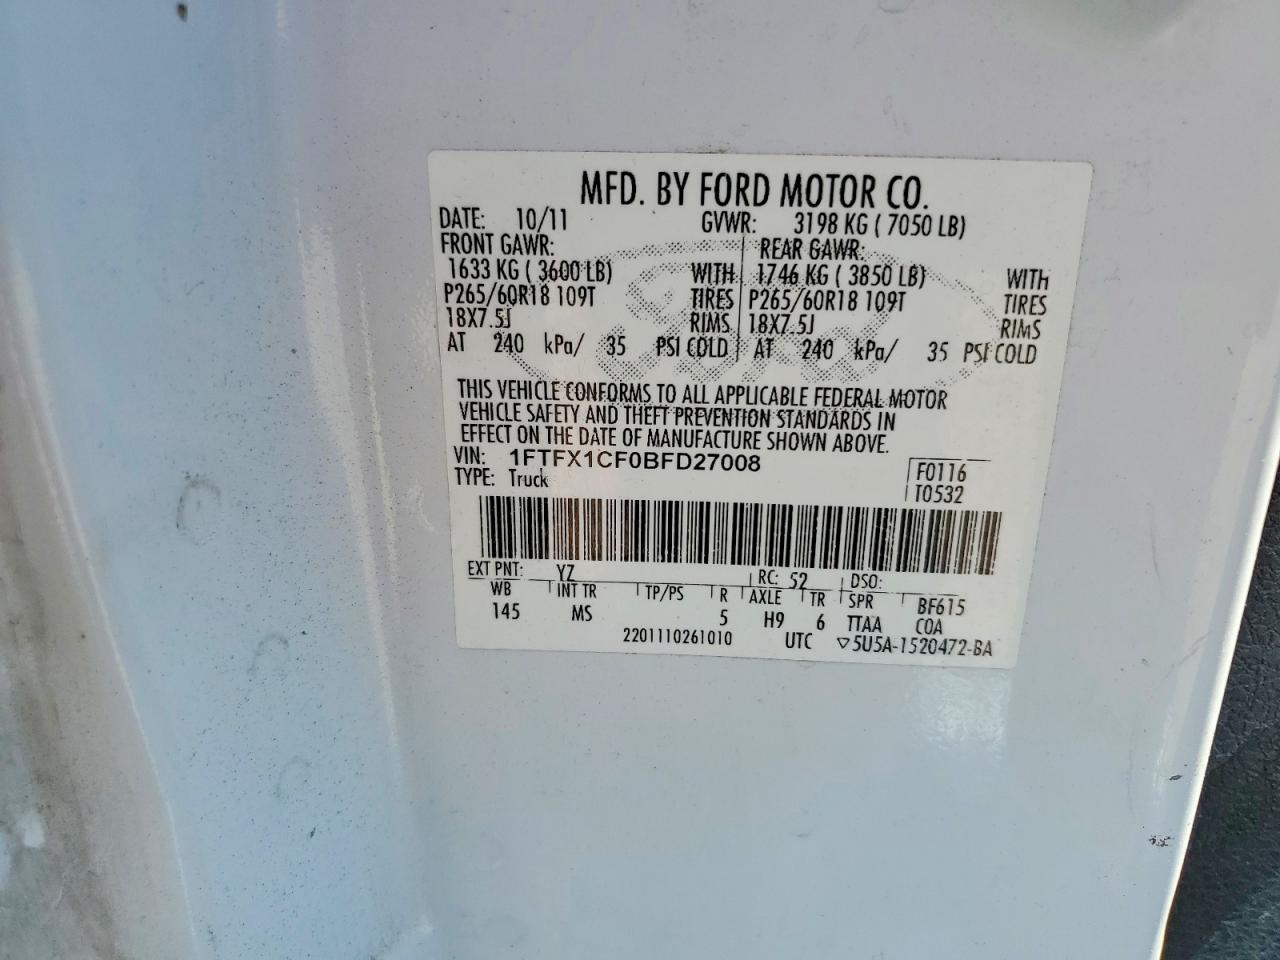 MFD. BY FORD MOTOR CO.
DATE: 10/11 GVWR: 3198 KG ( 7050 LB)
FRONT GAWR: REAR GAWR:
1633 KG ( 3600 LB) WITH 1746 KG ( 3850 LB) WITH
P265/60R18 109T TIRES P265/60R18 109T TIRES
18X7.5J RIMS 18X7.5J RIMS
AT 240 kPa/ 35 PSI COLD AT 240 kPa/ 35 PSI COLD
THIS VEHICLE CONFORMS TO ALL APPLICABLE FEDERAL MOTOR
VEHICLE SAFETY AND THEFT PREVENTION STANDARDS IN
EFFECT ON THE DATE OF MANUFACTURE SHOWN ABOVE.
VIN: 1FTFX1CF0BFD27008 F0116
TYPE: Truck T0532
EXT PNT: YZ RC: 52 DSO:
WB INT TR TP/PS R AXLE TR SPR BF615
145 MS 5 H9 6 TTAA COA
2201110261010 UTC ▽5U5A-1520472-BA